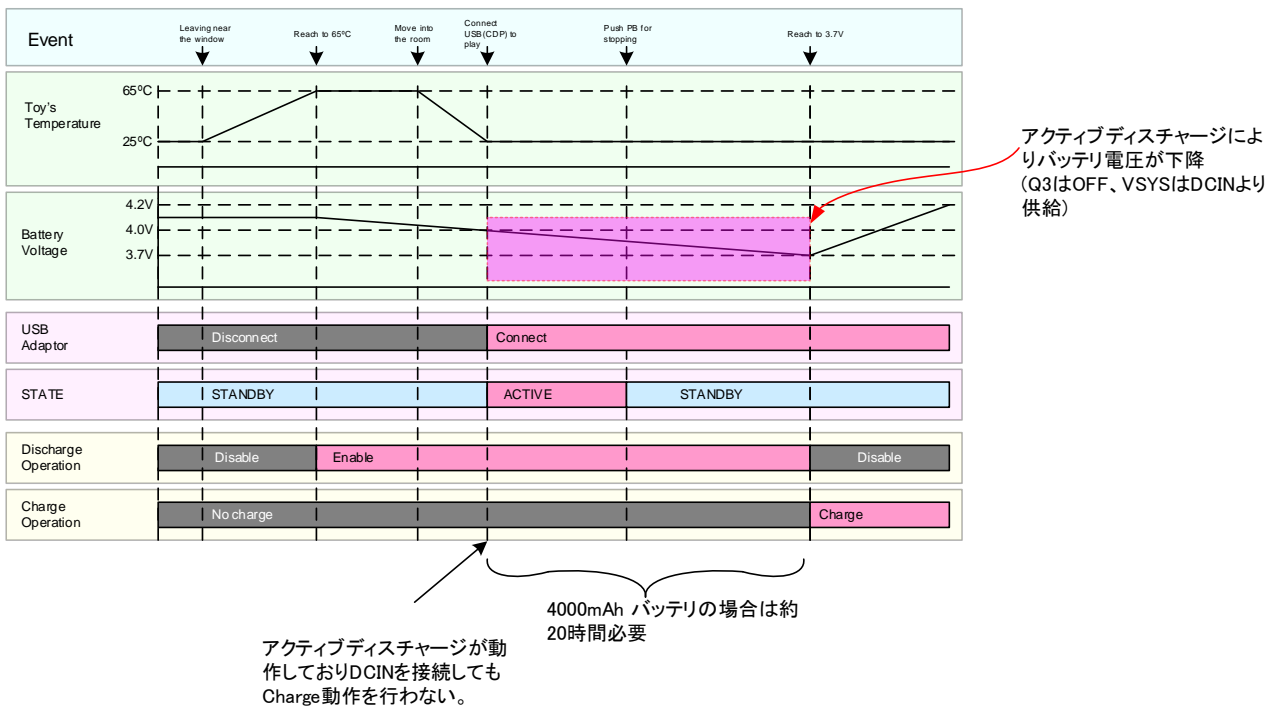 Event
Leaving near
the window
Reach to 65ºC
Move into
the room
Connect
USB(CDP) to
play
Push PB for
stopping
Reach to 3.7V
Toy's
Temperature
65ºC
25ºC
アクティブディスチャージによ
りバッテリ電圧が下降
(Q3はOFF、VSYSはDCINより
供給)
Battery
Voltage
4.2V
4.0V
3.7V
USB
Adaptor
Disconnect
Connect
STATE
STANDBY
ACTIVE
STANDBY
Discharge
Operation
Disable
Enable
Disable
Charge
Operation
No charge
Charge
4000mAh バッテリの場合は約
20時間必要
アクティブディスチャージが動
作しておりDCINを接続しても
Charge動作を行わない。